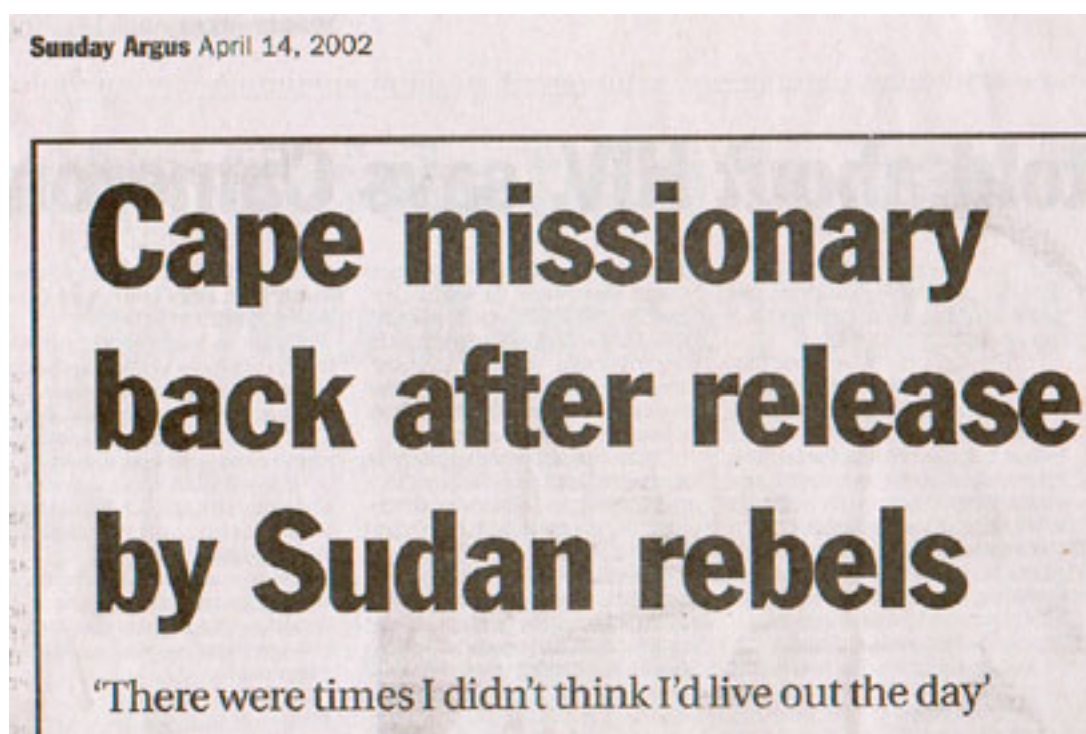 Sunday Argus April 14, 2002
Cape missionary
back after release
by Sudan rebels
‘There were times I didn’t think I’d live out the day’